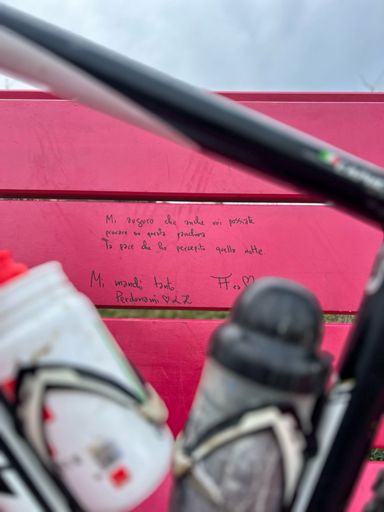 Mi auguro che anche voi possiate
provare su questa panchina
la pace che ho percepito quella notte
Mi manchi tanto
Perdonami ♡